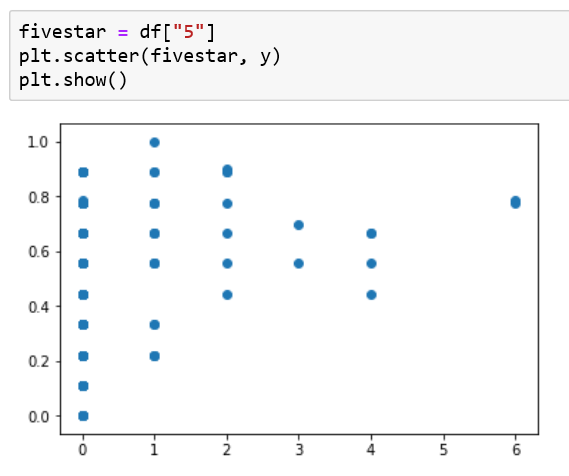 fivestar = df["5"]
plt.scatter(fivestar, y)
plt.show()
1.0
0.8
0.6
0.4
0.2
0.0
0 1 2 3 4 5 6